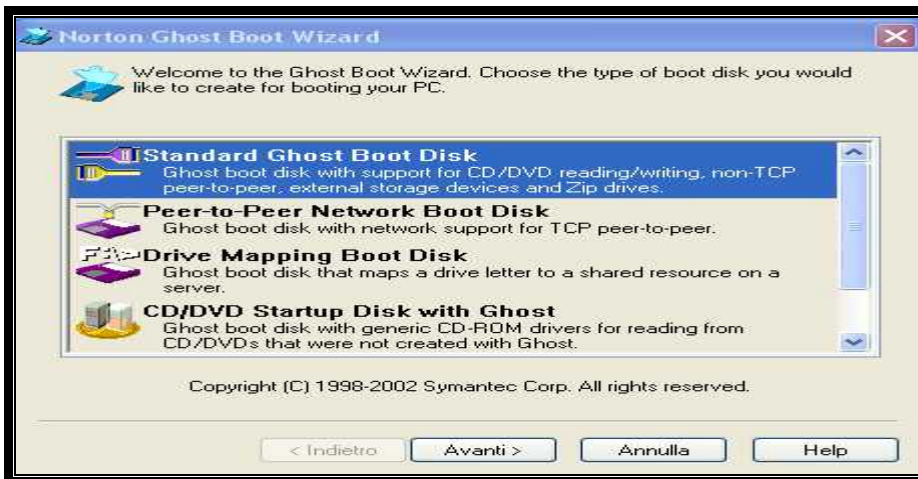 Norton Ghost Boot Wizard
Welcome to the Ghost Boot Wizard. Choose the type of boot disk you would
like to create for booting your PC.
Standard Ghost Boot Disk
Ghost boot disk with support for CD/DVD reading/writing, non-TCP
peer-to-peer, external storage devices and Zip drives.
Peer-to-Peer Network Boot Disk
Ghost boot disk with network support for TCP peer-to-peer.
Drive Mapping Boot Disk
Ghost boot disk that maps a drive letter to a shared resource on a
server.
CD/DVD Startup Disk with Ghost
Ghost boot disk with generic CD-ROM drivers for reading from
CD/DVDs that were not created with Ghost.
Copyright (C) 1998-2002 Symantec Corp. All rights reserved.
< Indietro Avanti > Annulla Help